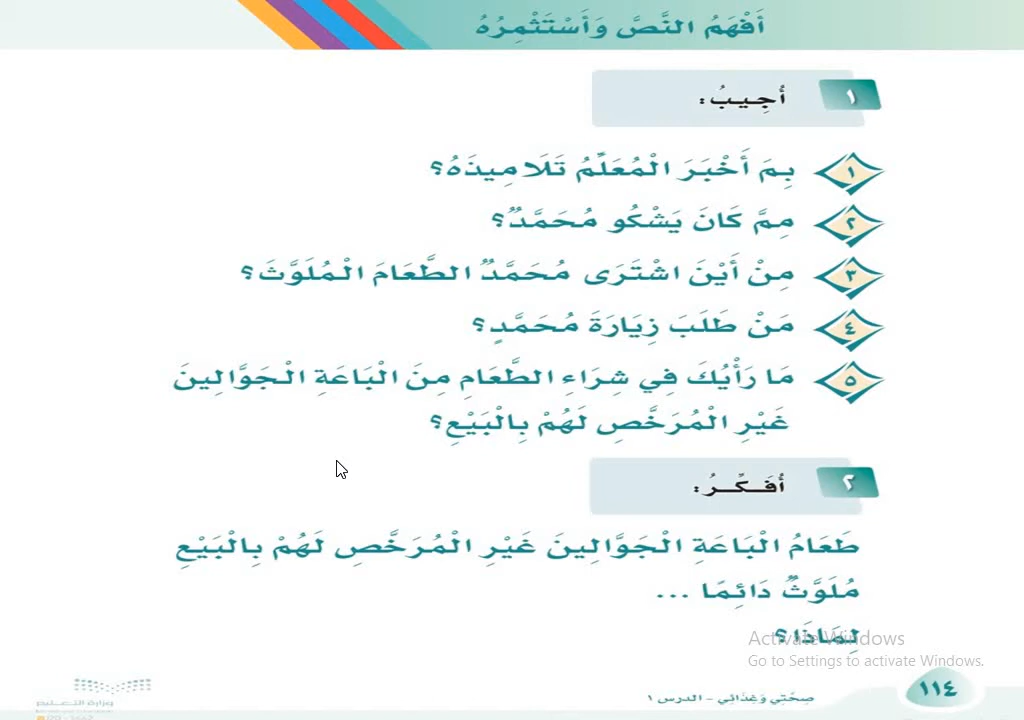 أَفْهَمُ النَّصَّ وَأَسْتَثْمِرُهُ
١ أُجِيبُ:
١ بِمَ أَخْبَرَ الْمُعَلِّمُ تَلَامِيذَهُ؟
٢ مِمَّ كَانَ يَشْكُو مُحَمَّدٌ؟
٣ مِنْ أَيْنَ اشْتَرَى مُحَمَّدٌ الطَّعَامَ الْمُلَوَّثَ؟
٤ مَنْ طَلَبَ زِيَارَةَ مُحَمَّدٍ؟
٥ مَا رَأْيُكَ فِي شِرَاءِ الطَّعَامِ مِنَ الْبَاعَةِ الْجَوَّالِينَ
غَيْرِ الْمُرَخَّصِ لَهُمْ بِالْبَيْعِ؟
٢ أُفَكِّرُ:
طَعَامُ الْبَاعَةِ الْجَوَّالِينَ غَيْرِ الْمُرَخَّصِ لَهُمْ بِالْبَيْعِ
مُلَوَّثٌ دَائِمًا ...
لِمَاذَا؟
Activate Windows
Go to Settings to activate Windows.
١١٤
صِحَّتِي وَغِذَائِي - الدرس ١
وزارة التعليم